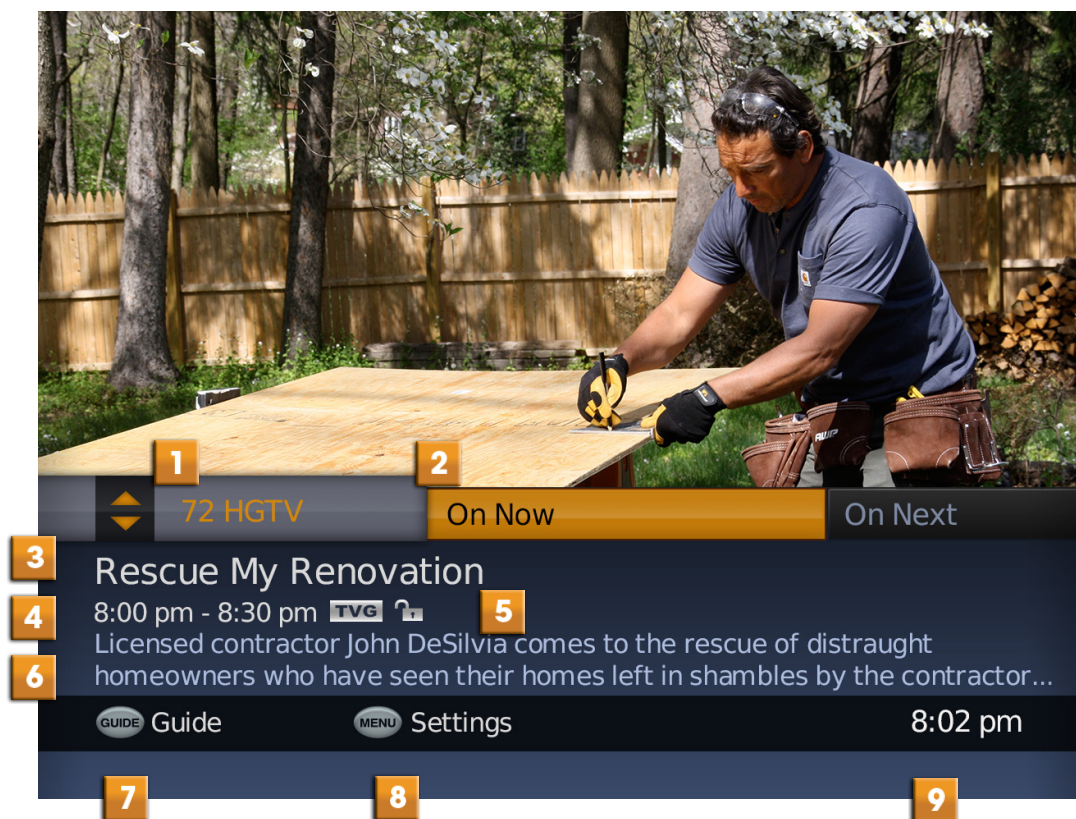 AWP
1
2
72 HGTV
On Now
On Next
3
Rescue My Renovation
4
8:00 pm - 8:30 pm TVG
5
Licensed contractor John DeSilvia comes to the rescue of distraught
6
homeowners who have seen their homes left in shambles by the contractor...
GUIDE Guide
MENU Settings
8:02 pm
7
8
9